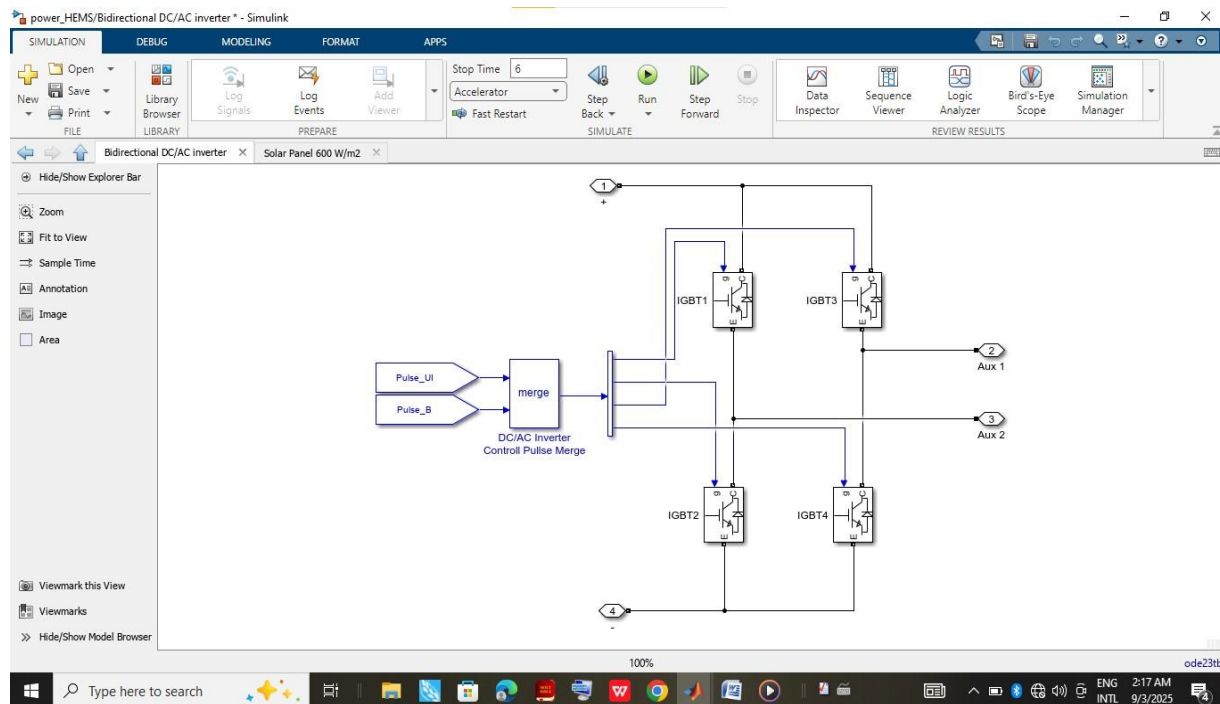 power_HEMS/Bidirectional DC/AC inverter * - Simulink
SIMULATION DEBUG MODELING FORMAT APPS
New
Open
Save
Print
FILE
Library
Browser
LIBRARY
Log
Signals
Log
Events
Add
Viewer
PREPARE
Stop Time 6
Accelerator
Fast Restart
Step
Back
Run
Step
Forward
Stop
SIMULATE
Data
Inspector
Sequence
Viewer
Logic
Analyzer
Bird's-Eye
Scope
Simulation
Manager
REVIEW RESULTS
Bidirectional DC/AC inverter Solar Panel 600 W/m2
Hide/Show Explorer Bar
Zoom
Fit to View
Sample Time
Annotation
Image
Area
1
+
g C
E
IGBT1
g C
E
IGBT3
2
Aux 1
Pulse_UI
Pulse_B
merge
DC/AC Inverter
Controll Pullse Merge
3
Aux 2
g C
E
IGBT2
g C
E
IGBT4
4
-
Viewmark this View
Viewmarks
Hide/Show Model Browser
100%
ode23tb
Type here to search
W
ENG
INTL
2:17 AM
9/3/2025
4